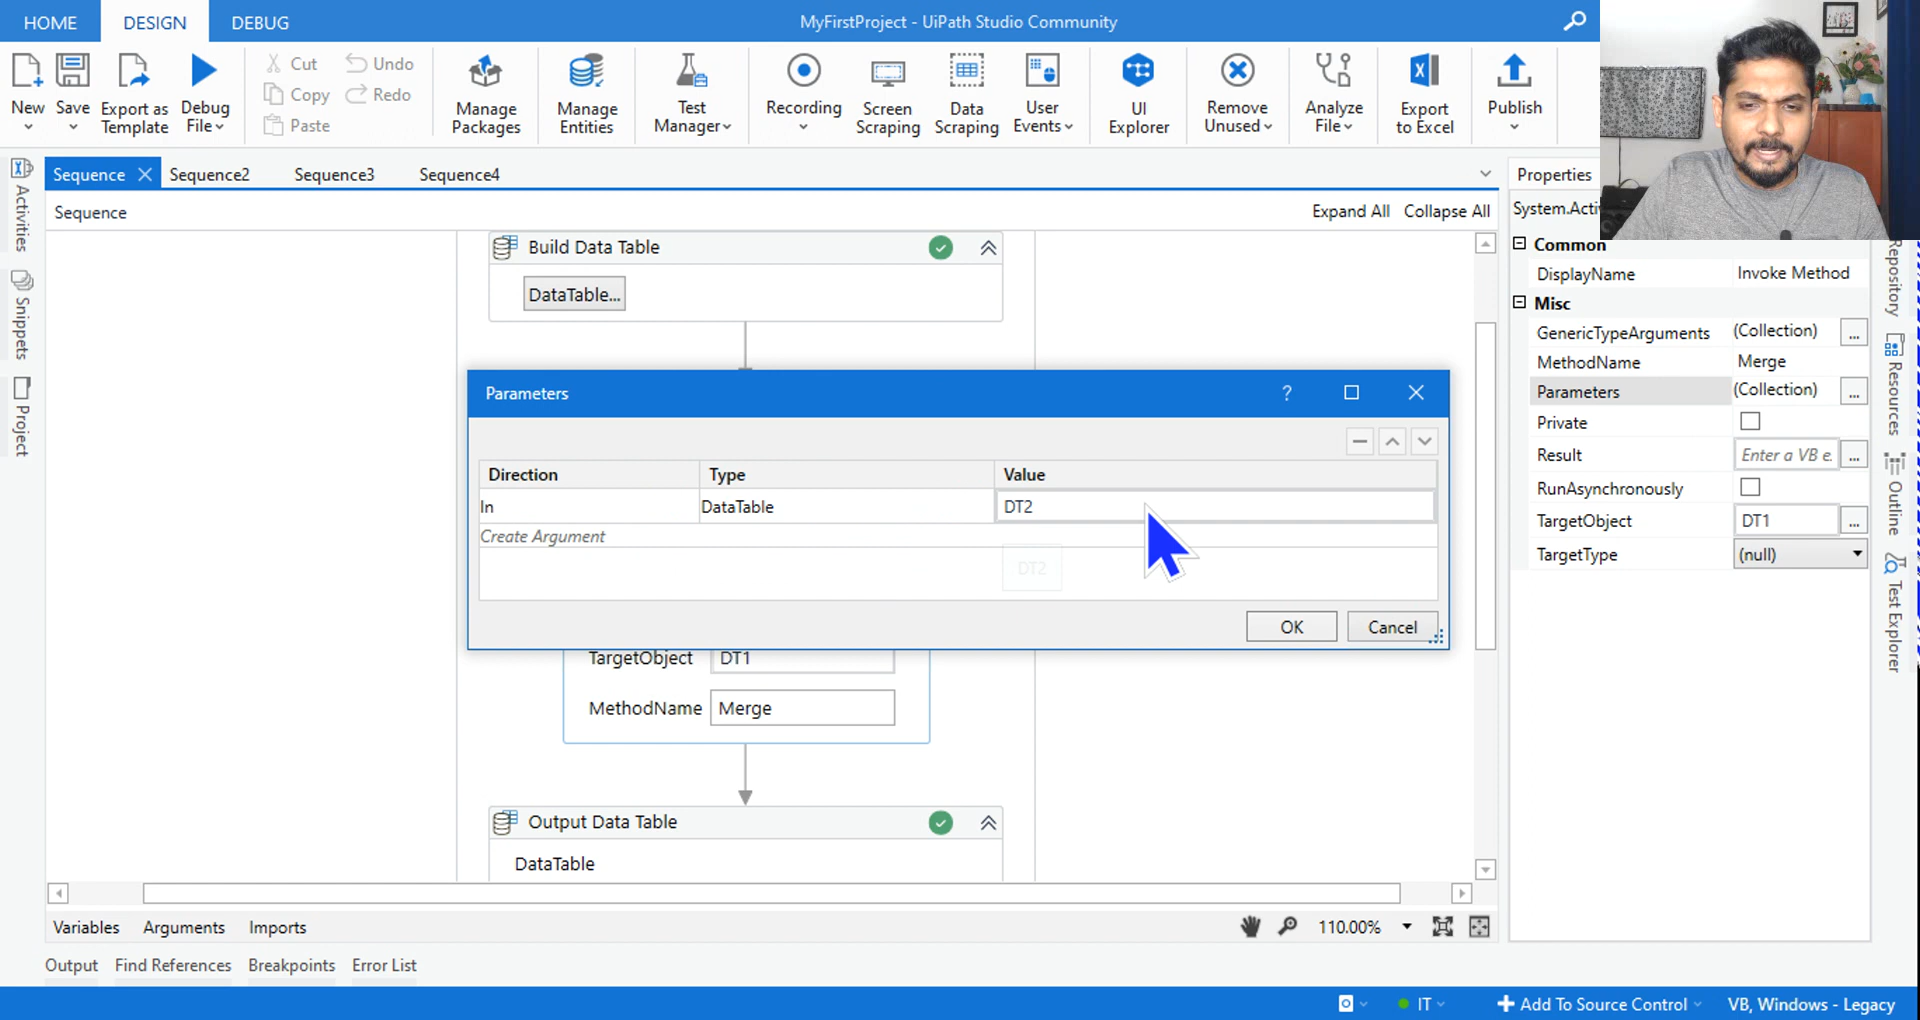 HOME
DESIGN
DEBUG
MyFirstProject - UiPath Studio Community
New
Save
Export as Template
Debug File
Cut
Copy
Paste
Undo
Redo
Manage Packages
Manage Entities
Test Manager
Recording
Screen Scraping
Data Scraping
User Events
UI Explorer
Remove Unused
Analyze File
Export to Excel
Publish
Sequence
Sequence2
Sequence3
Sequence4
Sequence
Expand All
Collapse All
Activities
Snippets
Project
Build Data Table
DataTable...
Parameters
?
Direction
Type
Value
In
DataTable
DT2
Create Argument
DT2
OK
Cancel
TargetObject
DT1
MethodName
Merge
Output Data Table
DataTable
Properties
System.Acti
Common
DisplayName
Invoke Method
Misc
GenericTypeArguments
(Collection)
...
MethodName
Merge
Parameters
(Collection)
...
Private
Result
Enter a VB e.
...
RunAsynchronously
TargetObject
DT1
...
TargetType
(null)
Repository
Resources
Outline
Test Explorer
Variables
Arguments
Imports
110.00%
Output
Find References
Breakpoints
Error List
IT
Add To Source Control
VB, Windows - Legacy